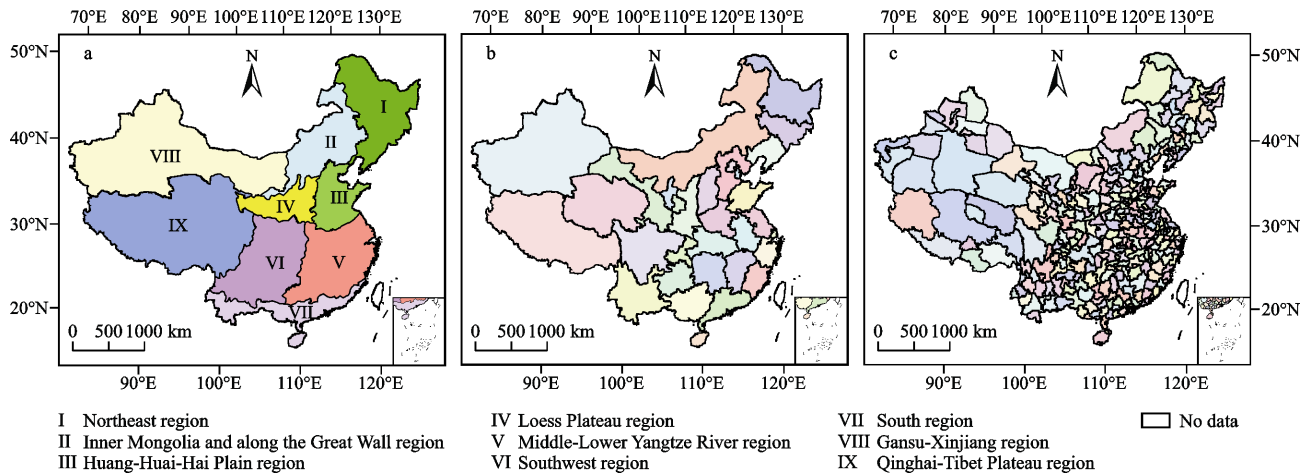 70°E 80°E 90°E 100°E 110°E 120°E 130°E 70°E 80°E 90°E 100°E 110°E 120°E 130°E 70°E 80°E 90°E 100°E 110°E 120°E 130°E
50°N a N b N c N 50°N
I
40°N II 40°N
VIII
III
IV
30°N IX 30°N
VI V
20°N VII 20°N
0 500 1000 km 0 500 1000 km 0 500 1000 km
90°E 100°E 110°E 120°E 90°E 100°E 110°E 120°E 90°E 100°E 110°E 120°E
I Northeast region IV Loess Plateau region VII South region No data
II Inner Mongolia and along the Great Wall region V Middle-Lower Yangtze River region VIII Gansu-Xinjiang region
III Huang-Huai-Hai Plain region VI Southwest region IX Qinghai-Tibet Plateau region